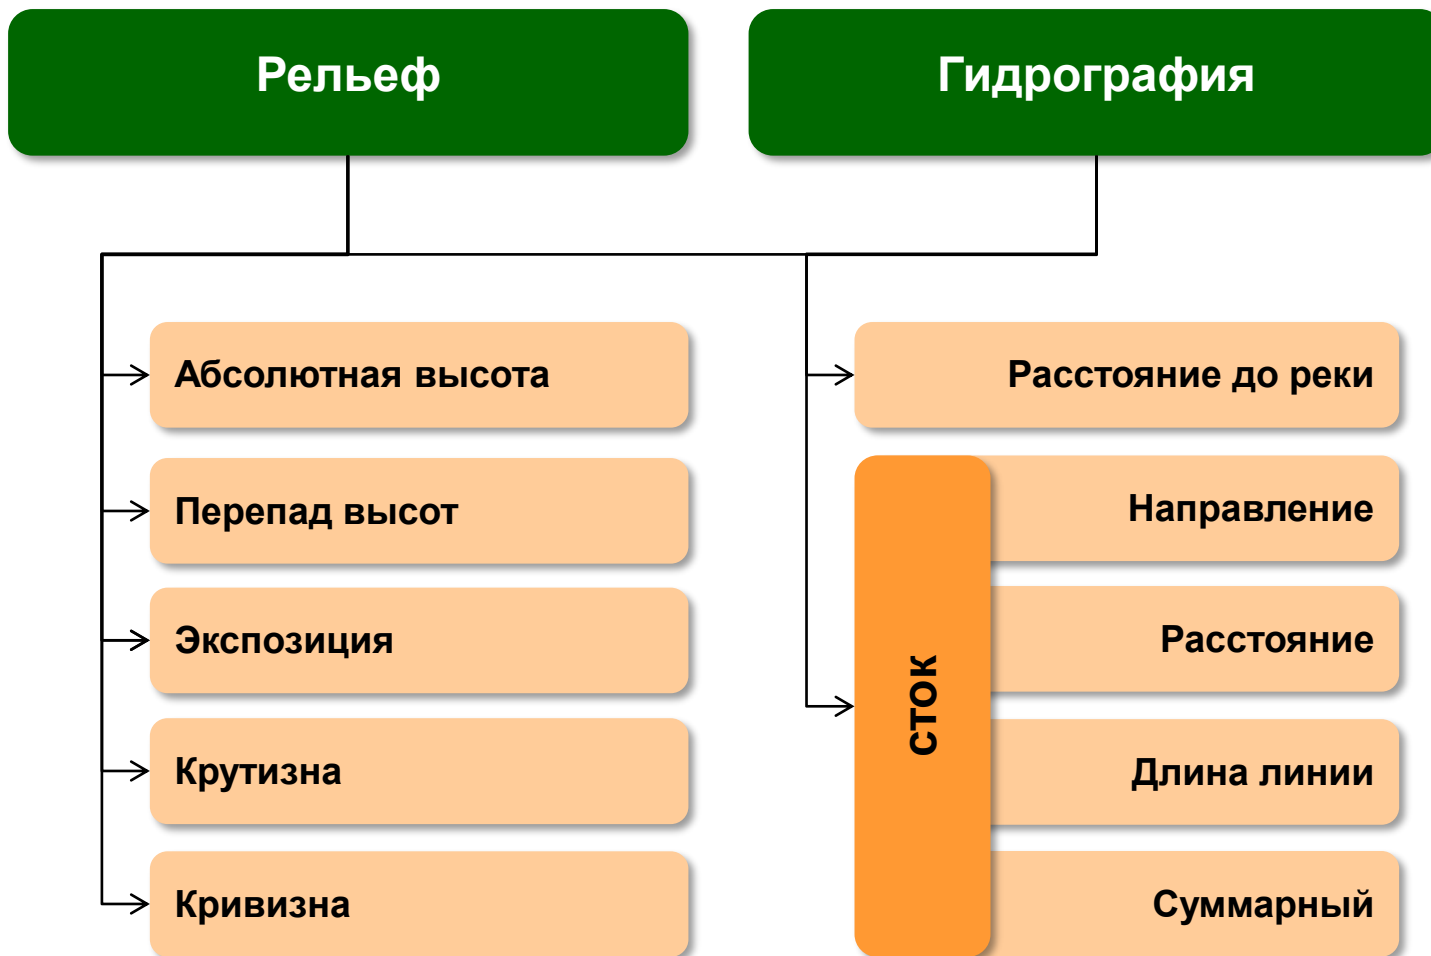 Рельеф
Гидрография
Абсолютная высота
Перепад высот
Экспозиция
Крутизна
Кривизна
Расстояние до реки
сток
Направление
Расстояние
Длина линии
Суммарный